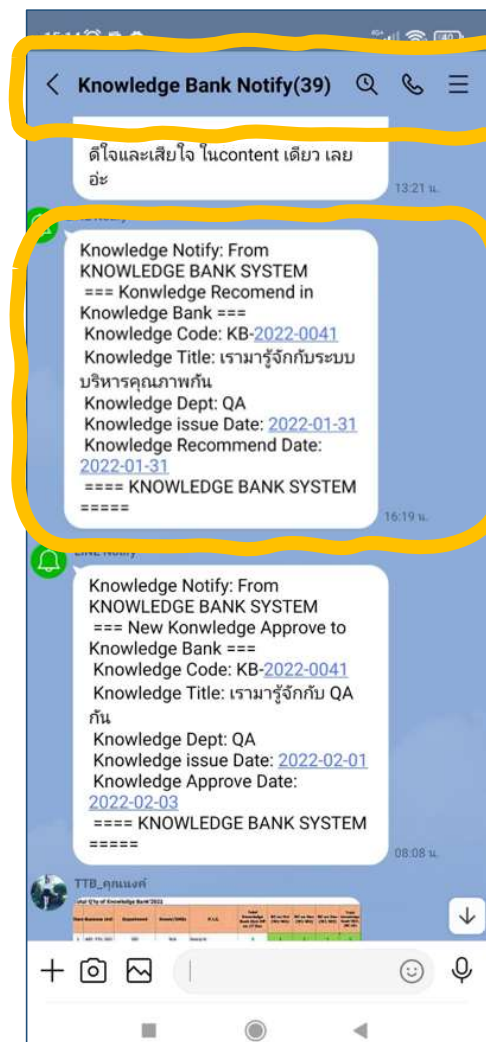 Knowledge Bank Notify(39)
ดีใจและเสียใจ ในcontent เดียว เลย
อ่ะ
13:21 น.
Knowledge Notify: From
KNOWLEDGE BANK SYSTEM
=== Konwledge Recomend in
Knowledge Bank ===
Knowledge Code: KB-2022-0041
Knowledge Title: เรามารู้จักกับระบบ
บริหารคุณภาพกัน
Knowledge Dept: QA
Knowledge issue Date: 2022-01-31
Knowledge Recommend Date:
2022-01-31
==== KNOWLEDGE BANK SYSTEM
=====
16:19 น.
LINE Notify
Knowledge Notify: From
KNOWLEDGE BANK SYSTEM
=== New Konwledge Approve to
Knowledge Bank ===
Knowledge Code: KB-2022-0041
Knowledge Title: เรามารู้จักกับ QA
กัน
Knowledge Dept: QA
Knowledge issue Date: 2022-02-01
Knowledge Approve Date:
2022-02-03
==== KNOWLEDGE BANK SYSTEM
=====
08:08 น.
TTB_คุณนงค์